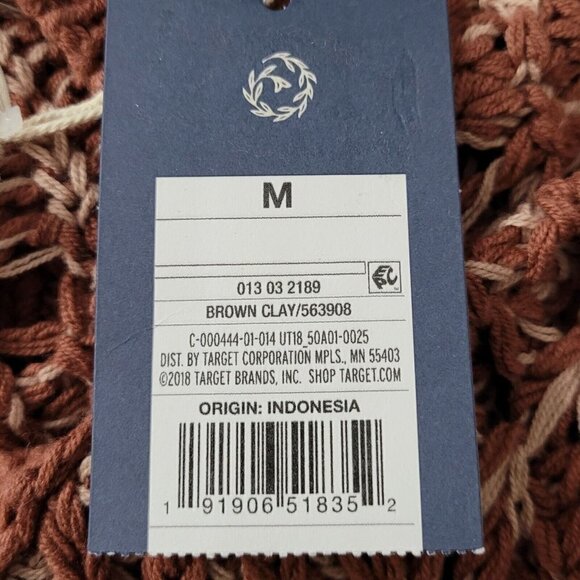 M
EPC
013 03 2189
BROWN CLAY/563908
C-000444-01-014 UT18_50A01-0025
DIST. BY TARGET CORPORATION MPLS., MN 55403
©2018 TARGET BRANDS, INC. SHOP TARGET.COM
ORIGIN: INDONESIA
1 91906 51835 2